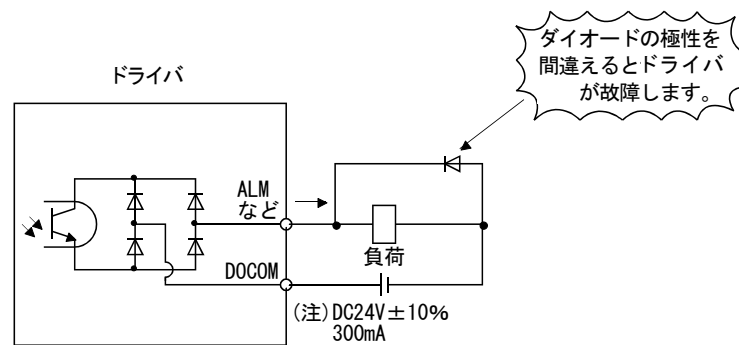 ダイオードの極性を
間違えるとドライバ
が故障します。
ドライバ
ALM
など
負荷
DOCOM
(注)DC24V±10%
300mA